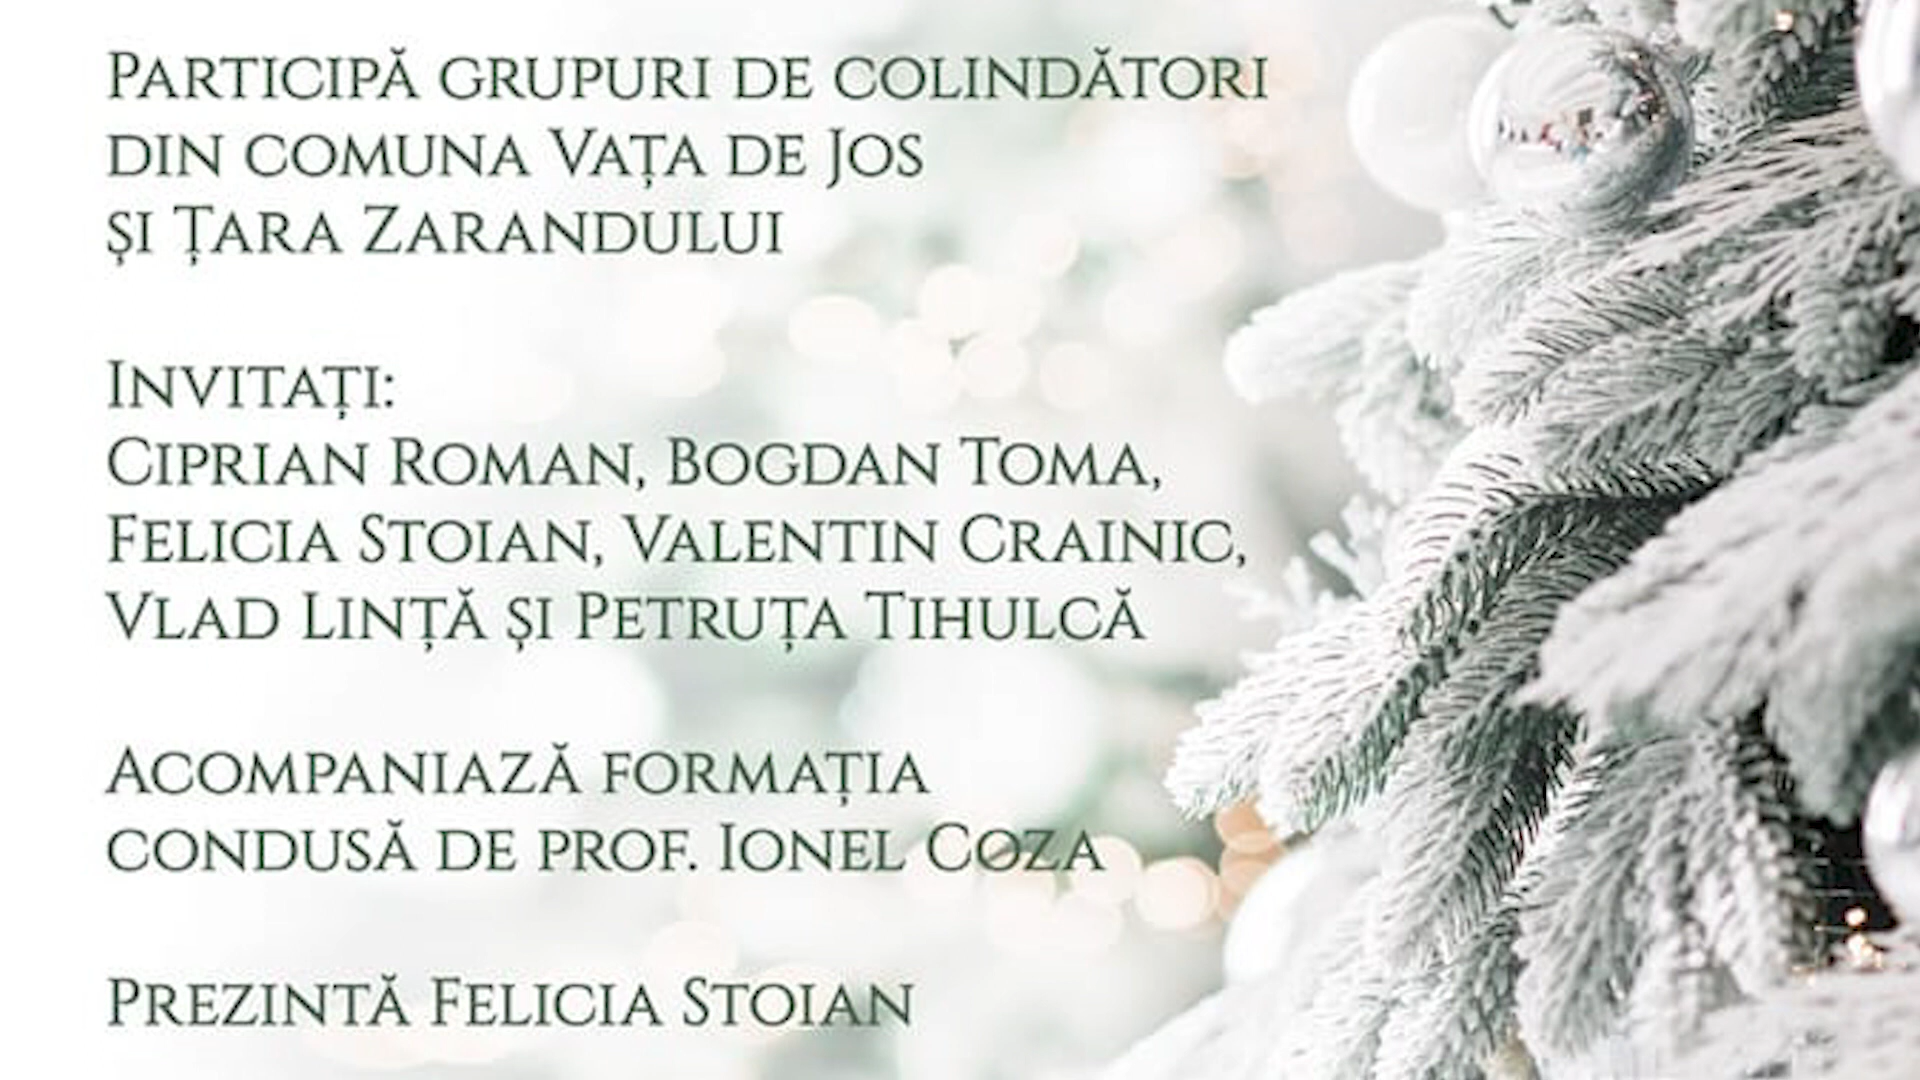 Participă grupuri de colindători
din comuna Vața de Jos
și Țara Zarandului
Invitați:
Ciprian Roman, Bogdan Toma,
Felicia Stoian, Valentin Crainic,
Vlad Lință și Petruța Tihulcă
Acompaniază formația
condusă de prof. Ionel Coza
Prezintă Felicia Stoian